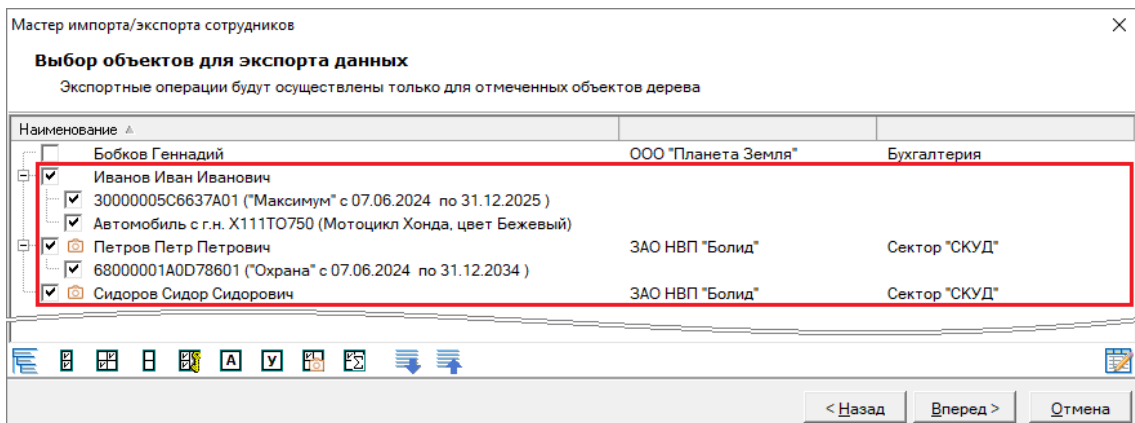 Мастер импорта/экспорта сотрудников
Выбор объектов для экспорта данных
Экспортные операции будут осуществлены только для отмеченных объектов дерева
Наименование
Бобков Геннадий ООО "Планета Земля" Бухгалтерия
Иванов Иван Иванович
30000005C6637A01 ("Максимум" с 07.06.2024 по 31.12.2025 )
Автомобиль с г.н. Х111ТО750 (Мотоцикл Хонда, цвет Бежевый)
Петров Петр Петрович ЗАО НВП "Болид" Сектор "СКУД"
68000001A0D78601 ("Охрана" с 07.06.2024 по 31.12.2034 )
Сидоров Сидор Сидорович ЗАО НВП "Болид" Сектор "СКУД"
А У Σ
< Назад Вперед > Отмена